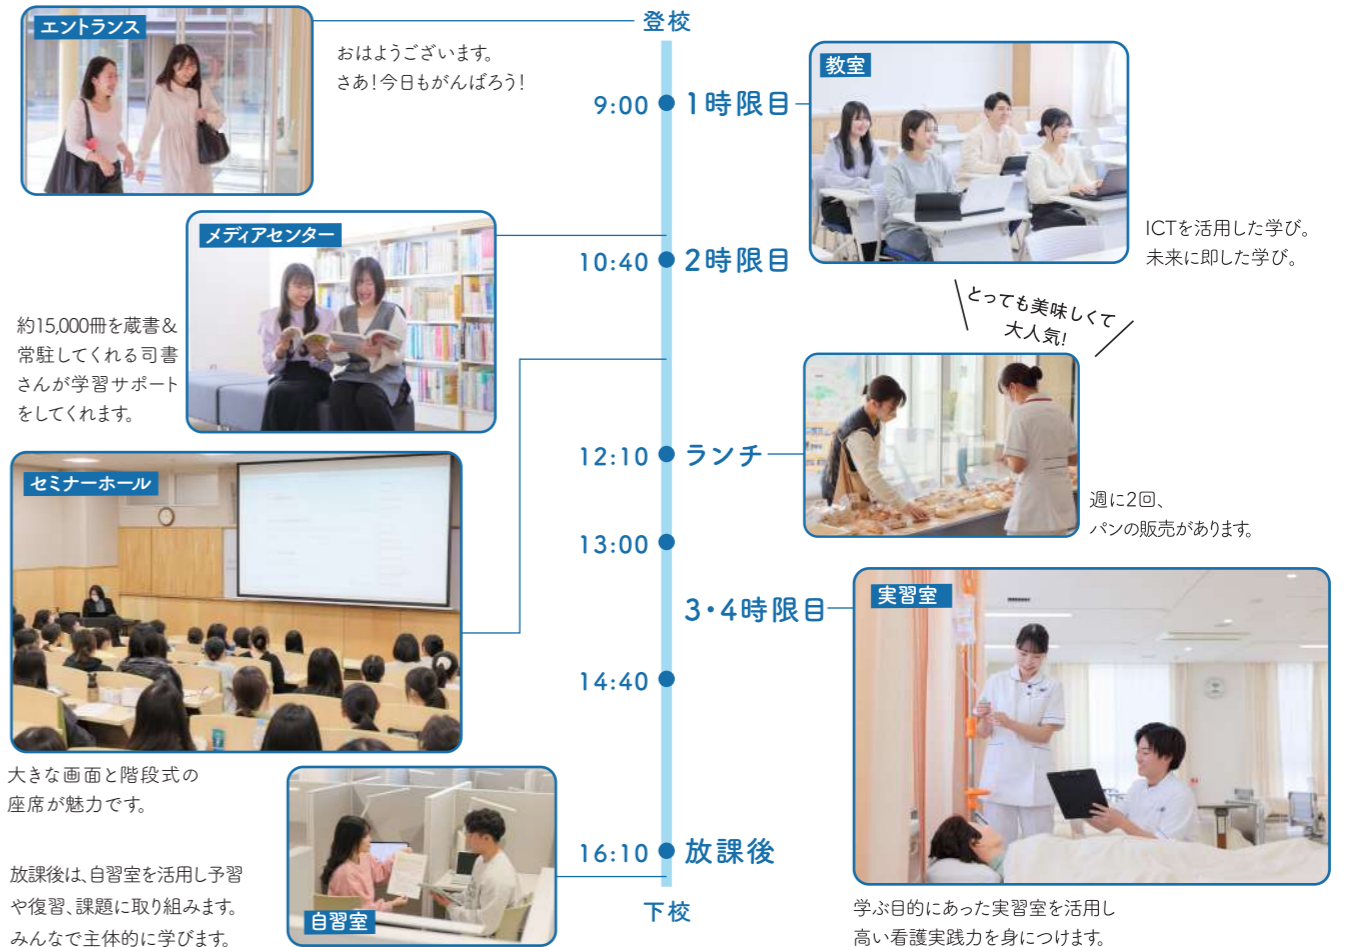 エントランス
おはようございます。
さあ!今日もがんばろう!
登校
9:00
1時限目
教室
ICTを活用した学び。
未来に即した学び。
メディアセンター
約15,000冊を蔵書&
常駐してくれる司書
さんが学習サポート
をしてくれます。
10:40
2時限目
セミナーホール
大きな画面と階段式の
座席が魅力です。
12:10
ランチ
とっても美味しくて
大人気!
週に2回、
パンの販売があります。
13:00
3・4時限目
14:40
実習室
学ぶ目的にあった実習室を活用し
高い看護実践力を身につけます。
16:10
放課後
自習室
放課後は、自習室を活用し予習
や復習、課題に取り組みます。
みんなで主体的に学びます。
下校